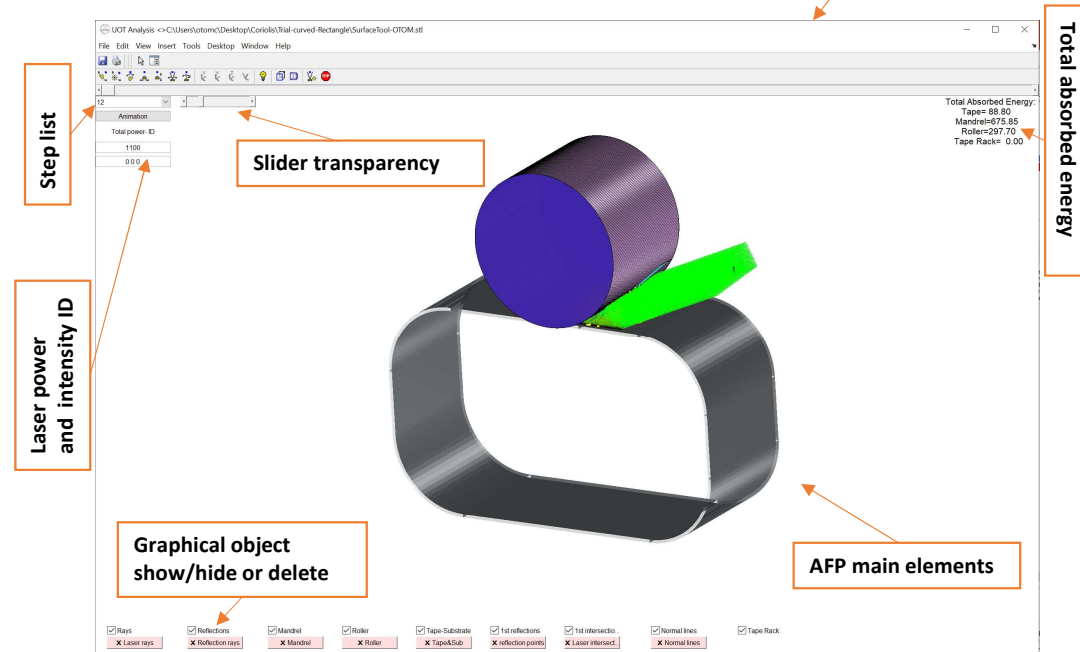 UOT Analysis <>C:\Users\otomc\Desktop\Coriolis\Trial-curved-Rectangle\SurfaceTool-OTOM.stl
File Edit View Insert Tools Desktop Window Help
12
Animation
Total power- ID
1100
0 0 0
Total Absorbed Energy:
Tape= 88.80
Mandrel=675.85
Roller=297.70
Tape Rack= 0.00
Step list
Slider transparency
Total absorbed energy
Laser power
and intensity ID
Graphical object
show/hide or delete
AFP main elements
Rays Reflections Mandrel Roller Tape-Substrate 1st reflections 1st intersectio... Normal lines Tape Rack
X Laser rays X Reflection rays X Mandrel X Roller X Tape&Sub X reflection points X Laser intersect.. X Normal lines